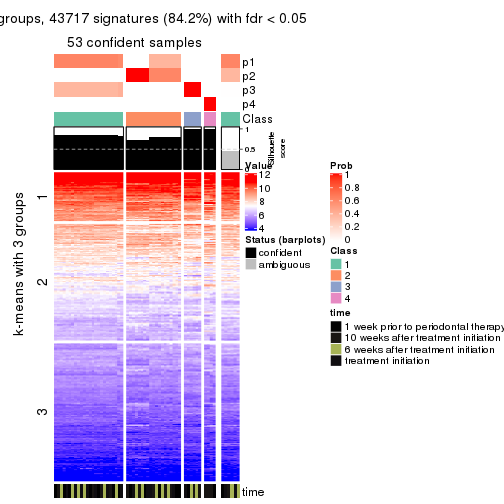 groups, 43717 signatures (84.2%) with fdr < 0.05
53 confident samples
p1
p2
p3
p4
Class
1
0.5
0
Silhouette
score
k-means with 3 groups
1
2
3
time
Value
12
10
8
6
4
Status (barplots)
confident
ambiguous
Prob
1
0.8
0.6
0.4
0.2
0
Class
1
2
3
4
time
1 week prior to periodontal therapy
10 weeks after treatment initiation
6 weeks after treatment initiation
treatment initiation